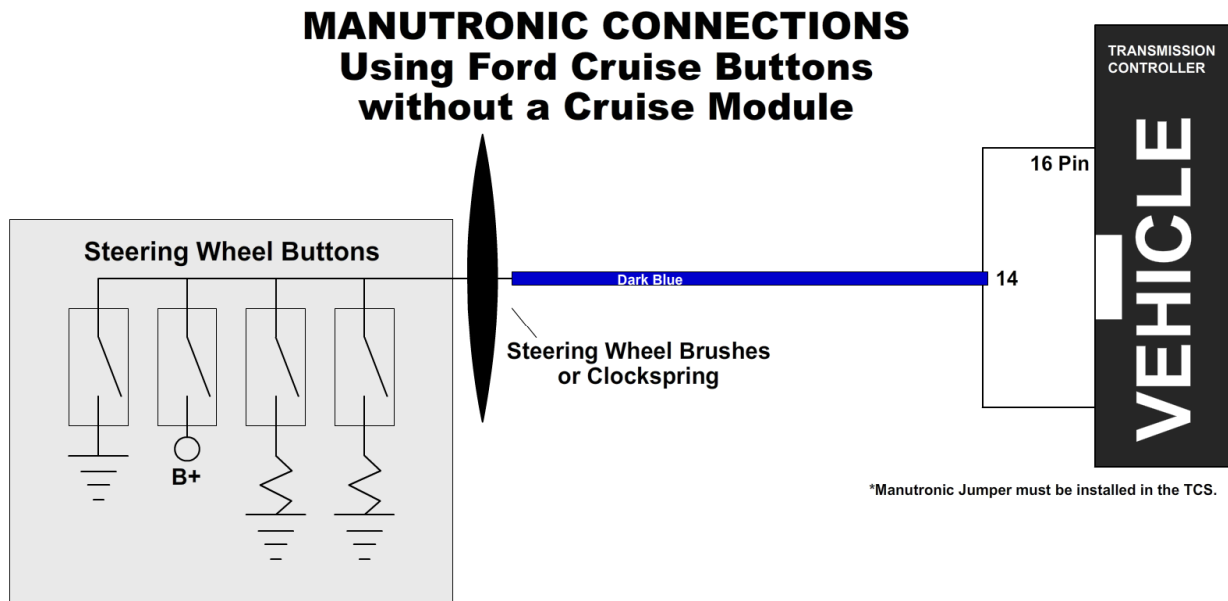 MANUTRONIC CONNECTIONS
Using Ford Cruise Buttons
without a Cruise Module
TRANSMISSION
CONTROLLER
VEHICLE
16 Pin
Steering Wheel Buttons
Dark Blue
14
Steering Wheel Brushes
or Clockspring
B+
*Manutronic Jumper must be installed in the TCS.